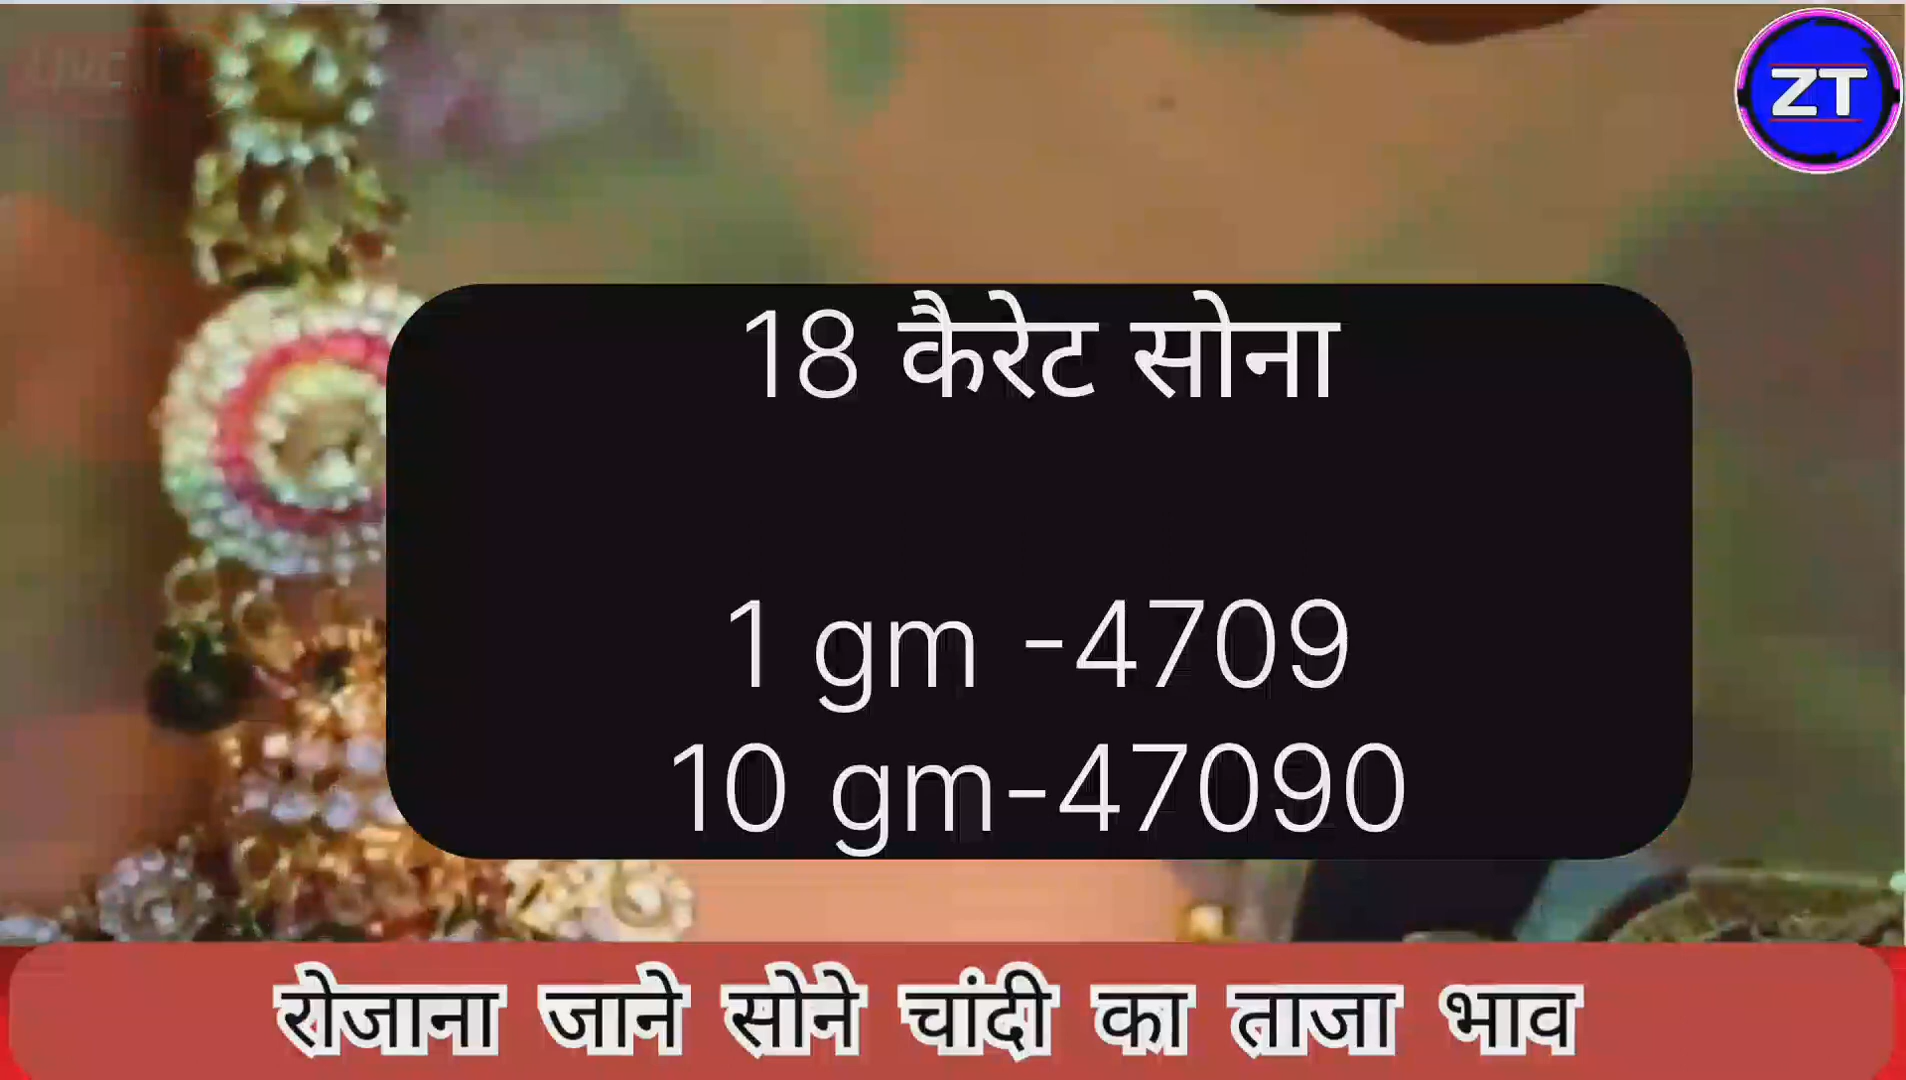 ZT
18 कैरेट सोना
1 gm -4709
10 gm-47090
रोजाना जाने सोने चांदी का ताजा भाव